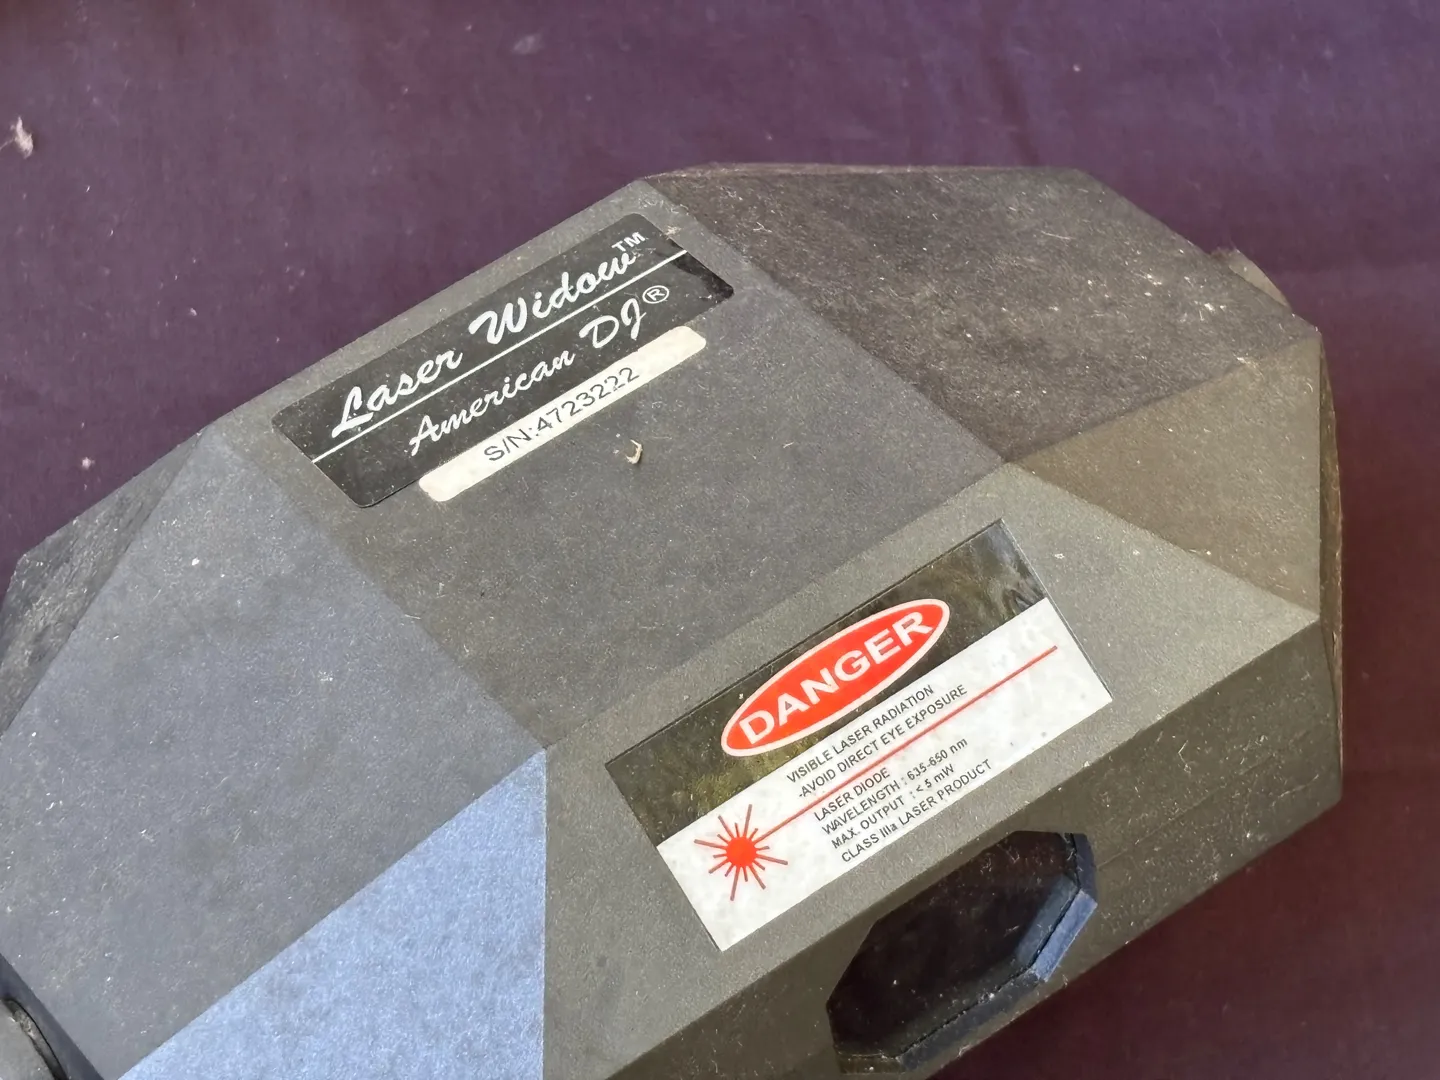 Laser Widow™
American DJ®
S/N:4723222
DANGER
VISIBLE LASER RADIATION
-AVOID DIRECT EYE EXPOSURE
LASER DIODE
WAVELENGTH : 635-650 nm
MAX. OUTPUT : < 5 mW
CLASS IIIa LASER PRODUCT